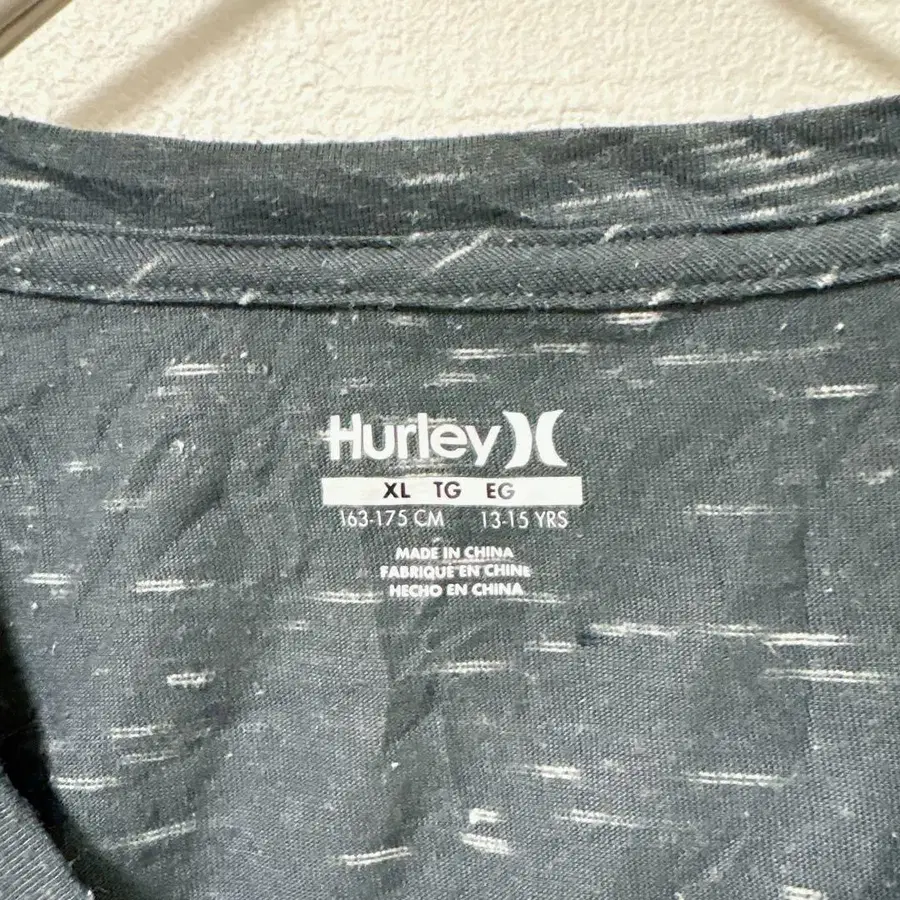 Hurley
XL TG EG
163-175 CM 13-15 YRS
MADE IN CHINA
FABRIQUE EN CHINE
HECHO EN CHINA